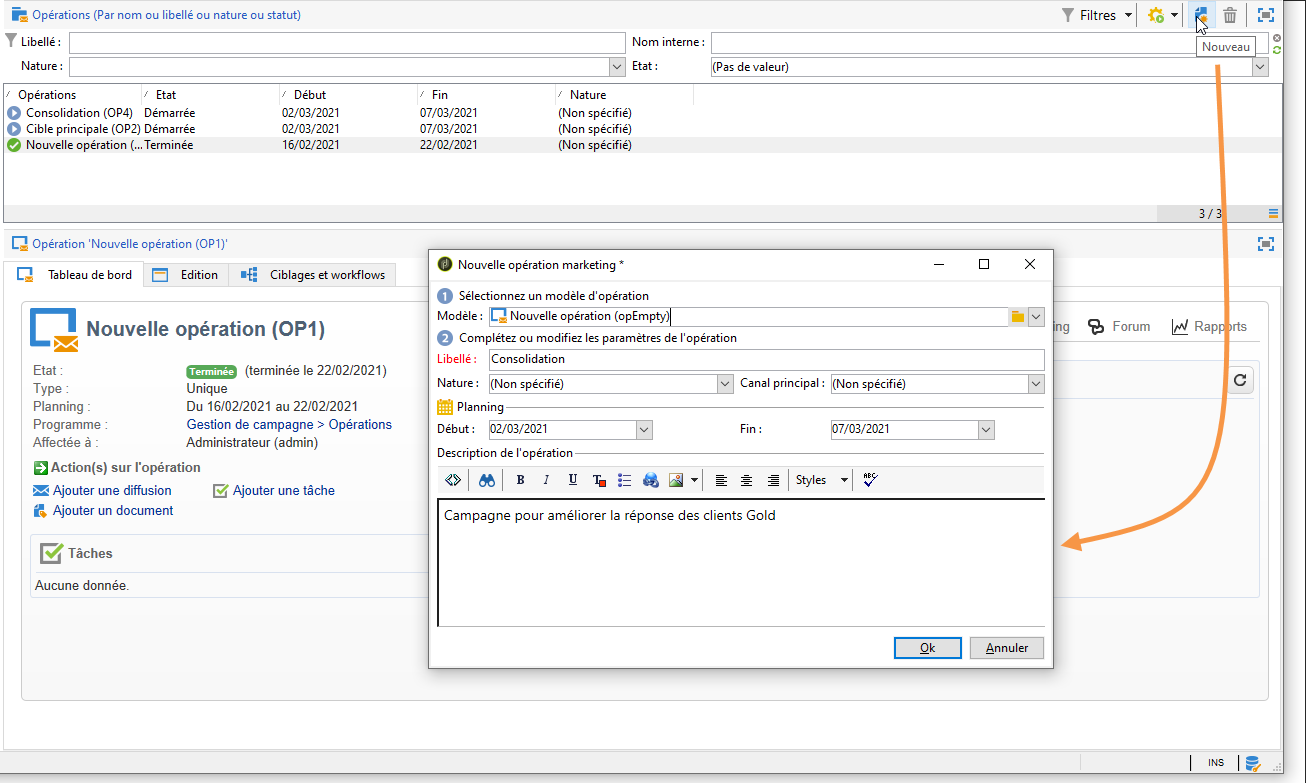 Opérations (Par nom ou libellé ou nature ou statut)
Filtres
Libellé :
Nom interne :
Nouveau
Nature :
Etat :
(Pas de valeur)
Opérations Etat Début Fin Nature
Consolidation (OP4) Démarrée 02/03/2021 07/03/2021 (Non spécifié)
Cible principale (OP2) Démarrée 02/03/2021 07/03/2021 (Non spécifié)
Nouvelle opération (... Terminée 16/02/2021 22/02/2021 (Non spécifié)
3 / 3
Opération 'Nouvelle opération (OP1)'
Tableau de bord
Edition
Ciblages et workflows
Nouvelle opération (OP1)
ing
Forum
Rapports
Etat :
Terminée (terminée le 22/02/2021)
Type :
Unique
Planning :
Du 16/02/2021 au 22/02/2021
Programme :
Gestion de campagne > Opérations
Affectée à :
Administrateur (admin)
Action(s) sur l'opération
Ajouter une diffusion
Ajouter une tâche
Ajouter un document
Tâches
Aucune donnée.
Nouvelle opération marketing *
1 Sélectionnez un modèle d'opération
Modèle : Nouvelle opération (opEmpty)
2 Complétez ou modifiez les paramètres de l'opération
Libellé : Consolidation
Nature : (Non spécifié) Canal principal : (Non spécifié)
Planning
Début : 02/03/2021 Fin : 07/03/2021
Description de l'opération
B I U T Styles ABC
Campagne pour améliorer la réponse des clients Gold
Ok
Annuler
INS